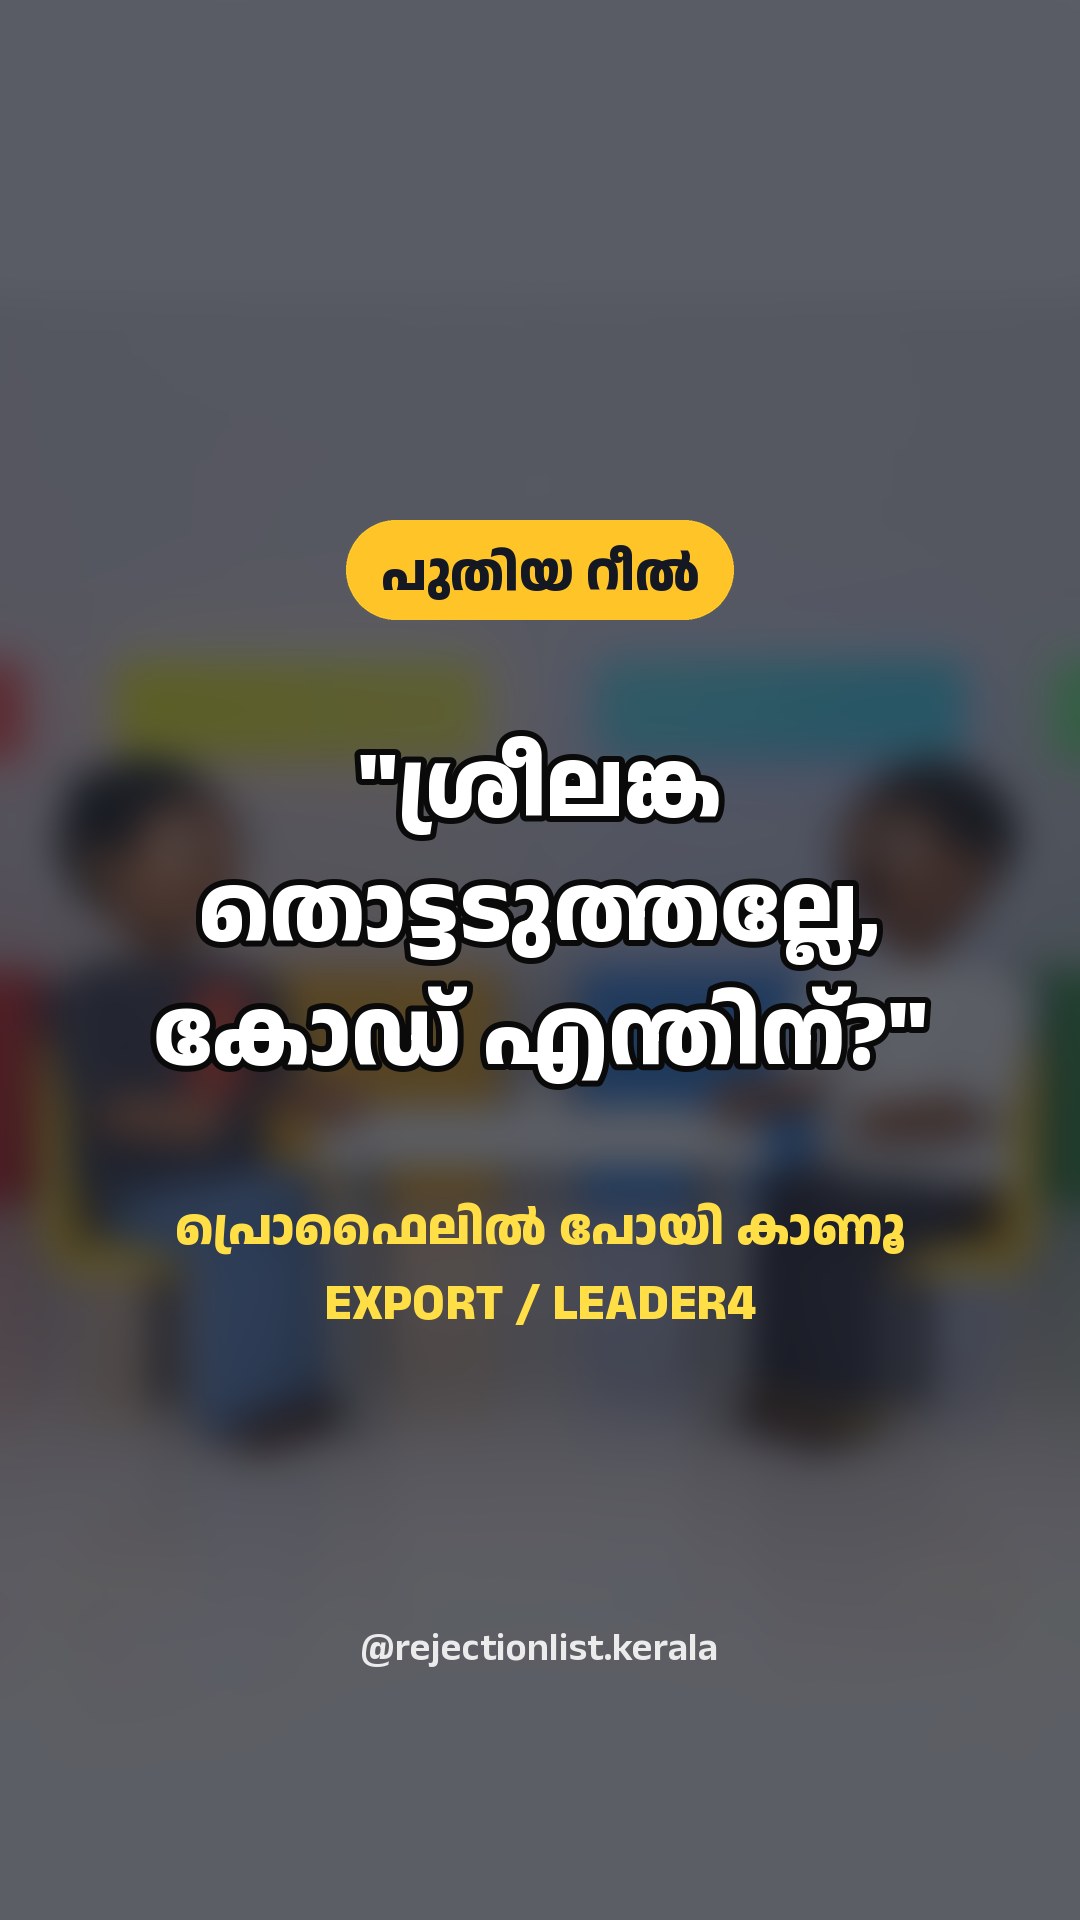 പുതിയ റീൽ
"ശ്രീലങ്ക
തൊട്ടടുത്തല്ലേ,
കോഡ് എന്തിന്?"
പ്രൊഫൈലിൽ പോയി കാണൂ
EXPORT / LEADER4
@rejectionlist.kerala